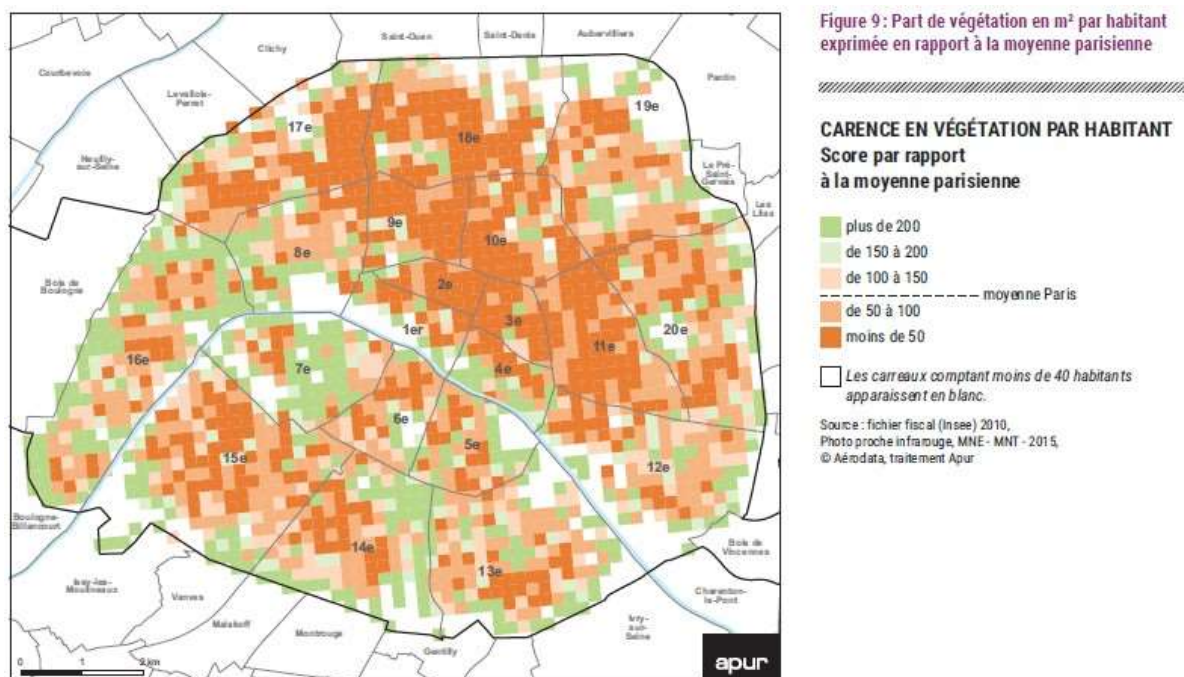 Figure 9 : Part de végétation en m² par habitant
exprimée en rapport à la moyenne parisienne
CARENCE EN VÉGÉTATION PAR HABITANT
Score par rapport
à la moyenne parisienne
plus de 200
de 150 à 200
de 100 à 150
moyenne Paris
de 50 à 100
moins de 50
Les carreaux comptant moins de 40 habitants
apparaissent en blanc.
Source : fichier fiscal (Insee) 2010,
Photo proche infrarouge, MNE - MNT - 2015,
© Aérodata, traitement Apur
Clichy
Saint-Ouen
Saint-Denis
Aubervilliers
Courbevoie
Pantin
Levallois-
Perret
19e
17e
18e
Neuilly-
sur-Seine
Le Pré-
Saint-
Gervais
Les
Lilas
9e
10e
8e
Bois de
Boulogne
2e
3e
1er
20e
11e
16e
4e
7e
6e
5e
15e
12e
Boulogne-
Billancourt
14e
Bois de
Vincennes
13e
Issy-les-
Moulineaux
Vanves
Charenton-
le-Pont
Malakoff
Montrouge
Ivry-
sur-
Seine
Gentilly
0 1 2 km
apur